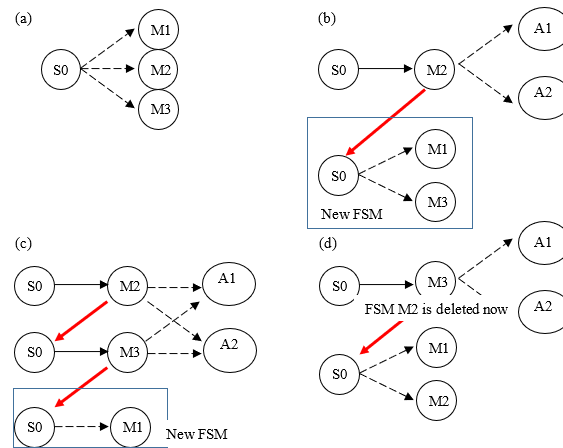 (a)
M1
S0
M2
M3
(b)
A1
S0
M2
A2
M1
S0
M3
New FSM
(c)
S0
M2
A1
S0
M3
A2
S0
M1
New FSM
(d)
A1
S0
M3
FSM M2 is deleted now
A2
M1
S0
M2